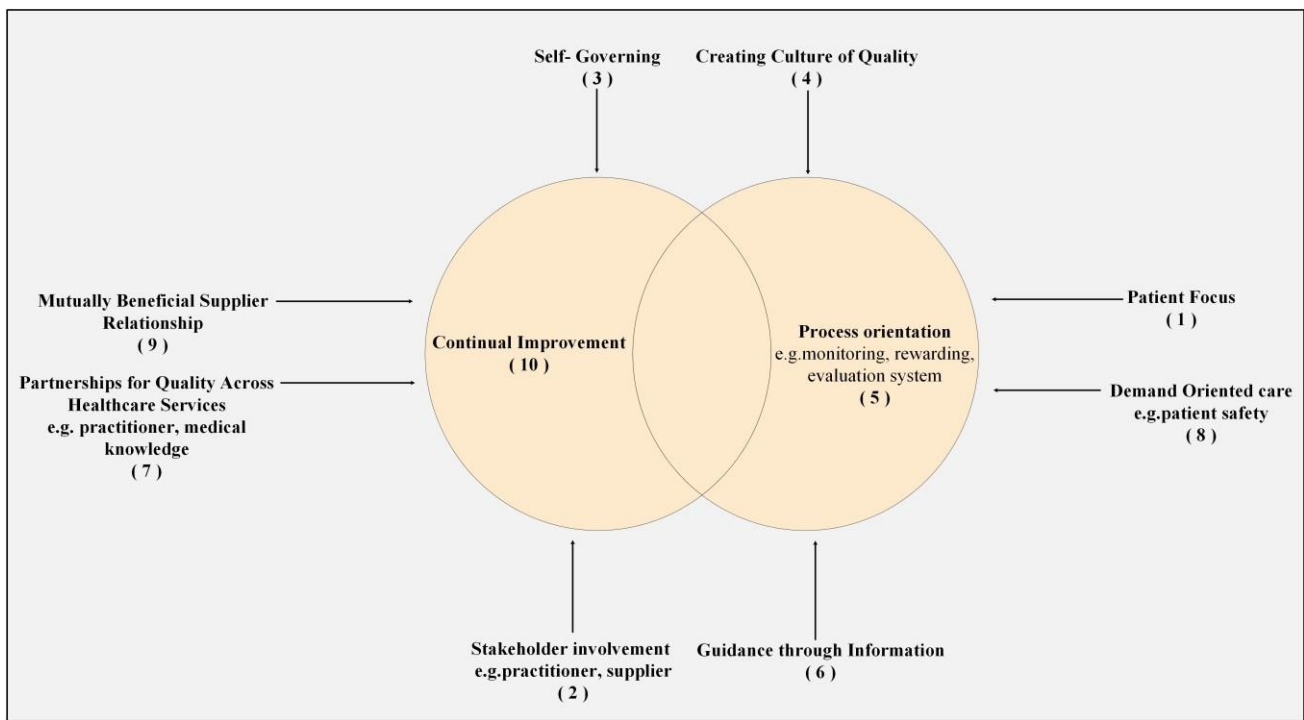 Self- Governing
( 3 )
Creating Culture of Quality
( 4 )
Mutually Beneficial Supplier
Relationship
( 9 )
Partnerships for Quality Across
Healthcare Services
e.g. practitioner, medical
knowledge
( 7 )
Continual Improvement
( 10 )
Process orientation
e.g.monitoring, rewarding,
evaluation system
( 5 )
Patient Focus
( 1 )
Demand Oriented care
e.g.patient safety
( 8 )
Stakeholder involvement
e.g.practitioner, supplier
( 2 )
Guidance through Information
( 6 )